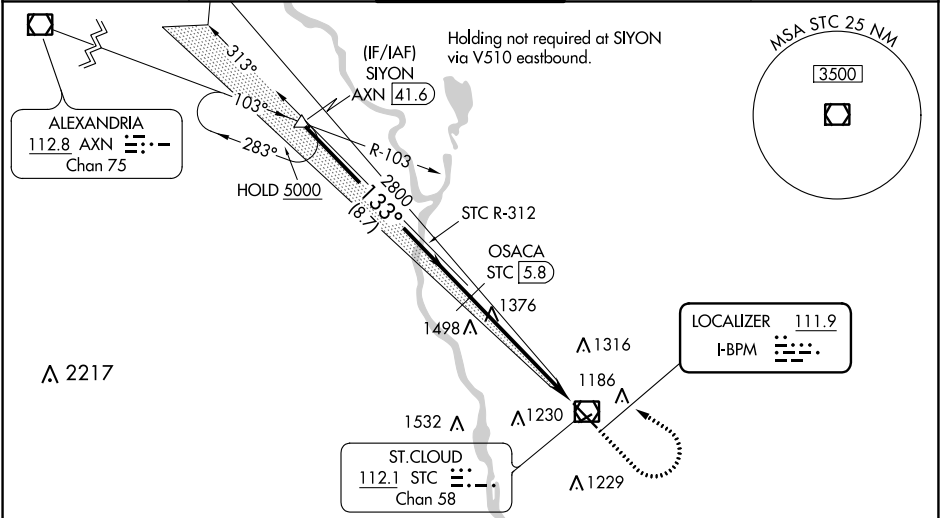 MSA STC 25 NM
3500
Holding not required at SIYON
via V510 eastbound.
(IF/IAF)
SIYON
AXN 41.6
313°
103°
283°
R-103
HOLD 5000
ALEXANDRIA
112.8 AXN
Chan 75
2800
133°
(8.7)
STC R-312
OSACA
STC 5.8
1376
1498
1316
LOCALIZER 111.9
I-BPM
2217
1186
1532
1230
ST.CLOUD
112.1 STC
Chan 58
1229